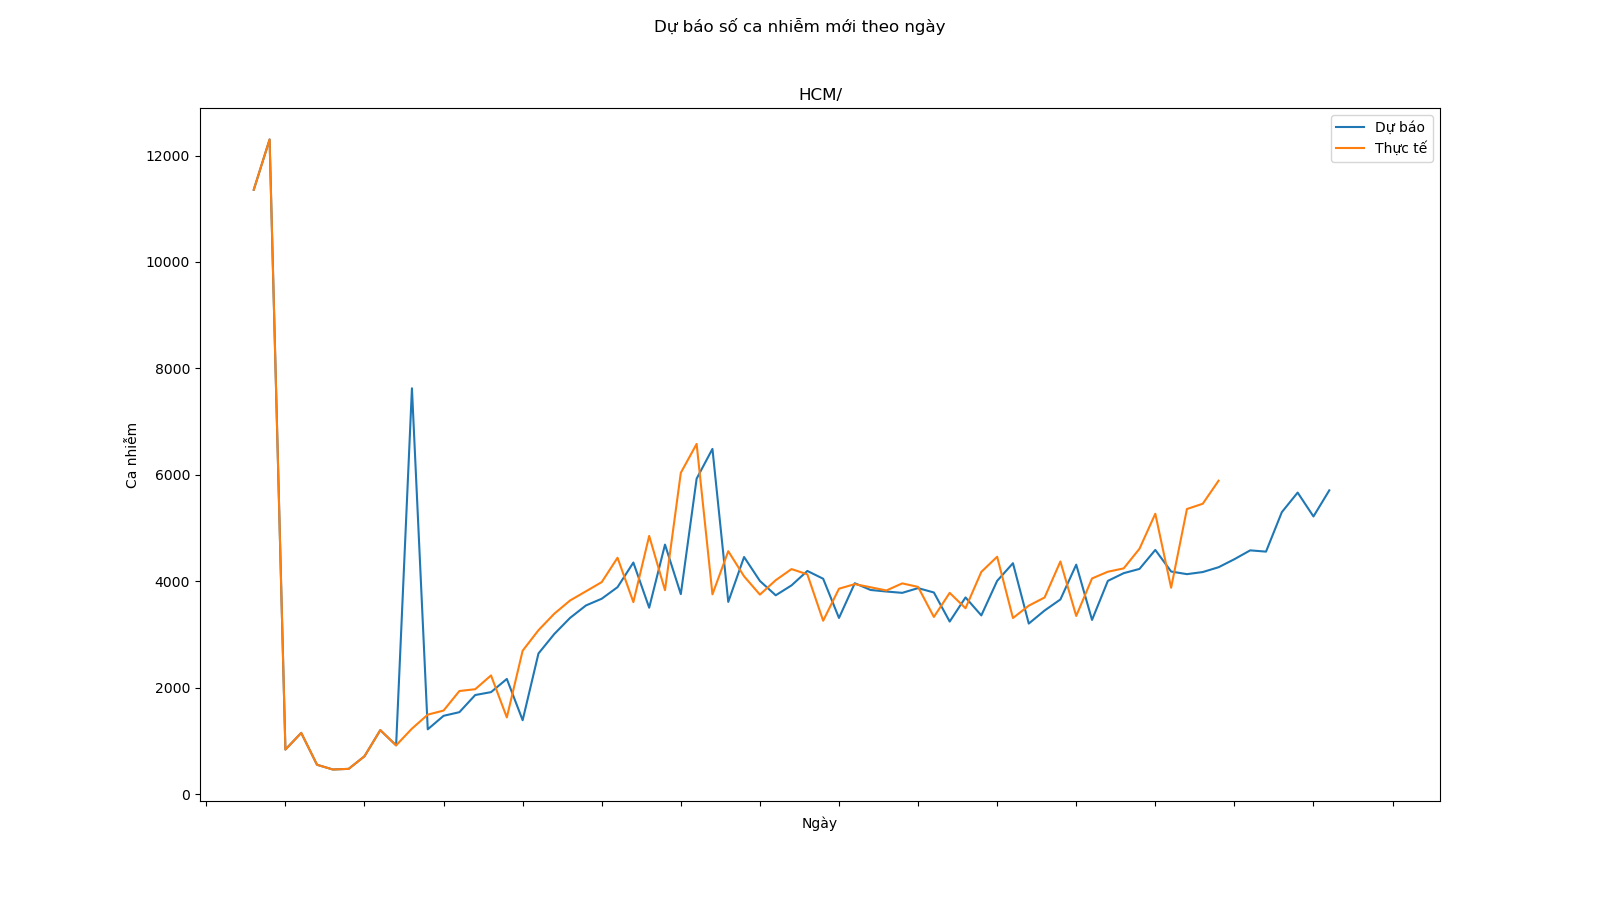 Dự báo số ca nhiễm mới theo ngày
HCM/
Dự báo
Thực tế
12000
10000
8000
6000
4000
2000
0
Ca nhiễm
Ngày